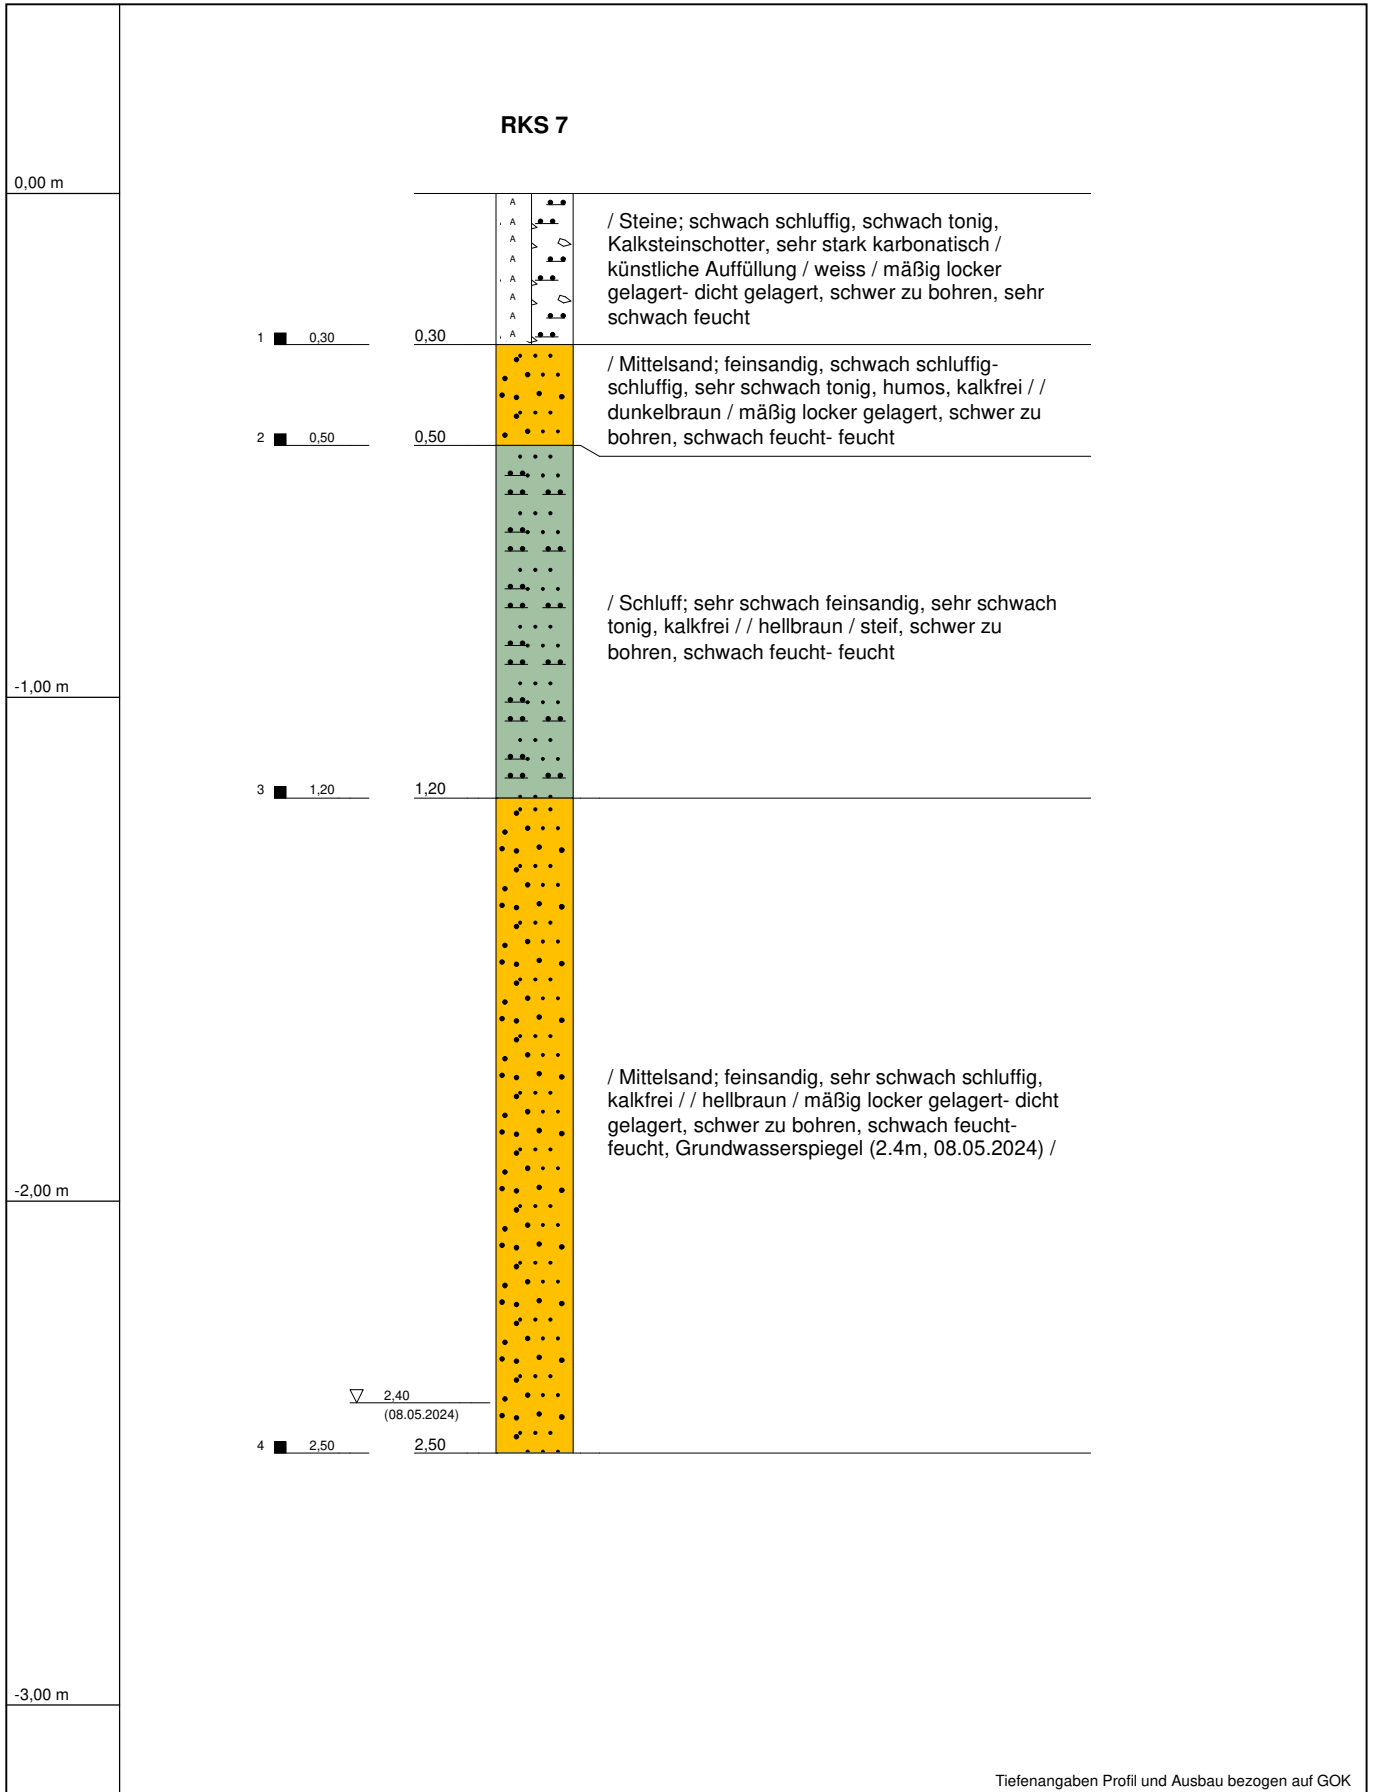 RKS 7
0,00 m
A
A
A
A
A
A
A
A
/ Steine; schwach schluffig, schwach tonig,
Kalksteinschotter, sehr stark karbonatisch /
künstliche Auffüllung / weiss / mäßig locker
gelagert- dicht gelagert, schwer zu bohren, sehr
schwach feucht
1 0,30 0,30
/ Mittelsand; feinsandig, schwach schluffig-
schluffig, sehr schwach tonig, humos, kalkfrei / /
dunkelbraun / mäßig locker gelagert, schwer zu
bohren, schwach feucht- feucht
2 0,50 0,50
/ Schluff; sehr schwach feinsandig, sehr schwach
tonig, kalkfrei / / hellbraun / steif, schwer zu
bohren, schwach feucht- feucht
-1,00 m
3 1,20 1,20
/ Mittelsand; feinsandig, sehr schwach schluffig,
kalkfrei / / hellbraun / mäßig locker gelagert- dicht
gelagert, schwer zu bohren, schwach feucht-
feucht, Grundwasserspiegel (2.4m, 08.05.2024) /
-2,00 m
2,40
(08.05.2024)
4 2,50 2,50
-3,00 m
Tiefenangaben Profil und Ausbau bezogen auf GOK